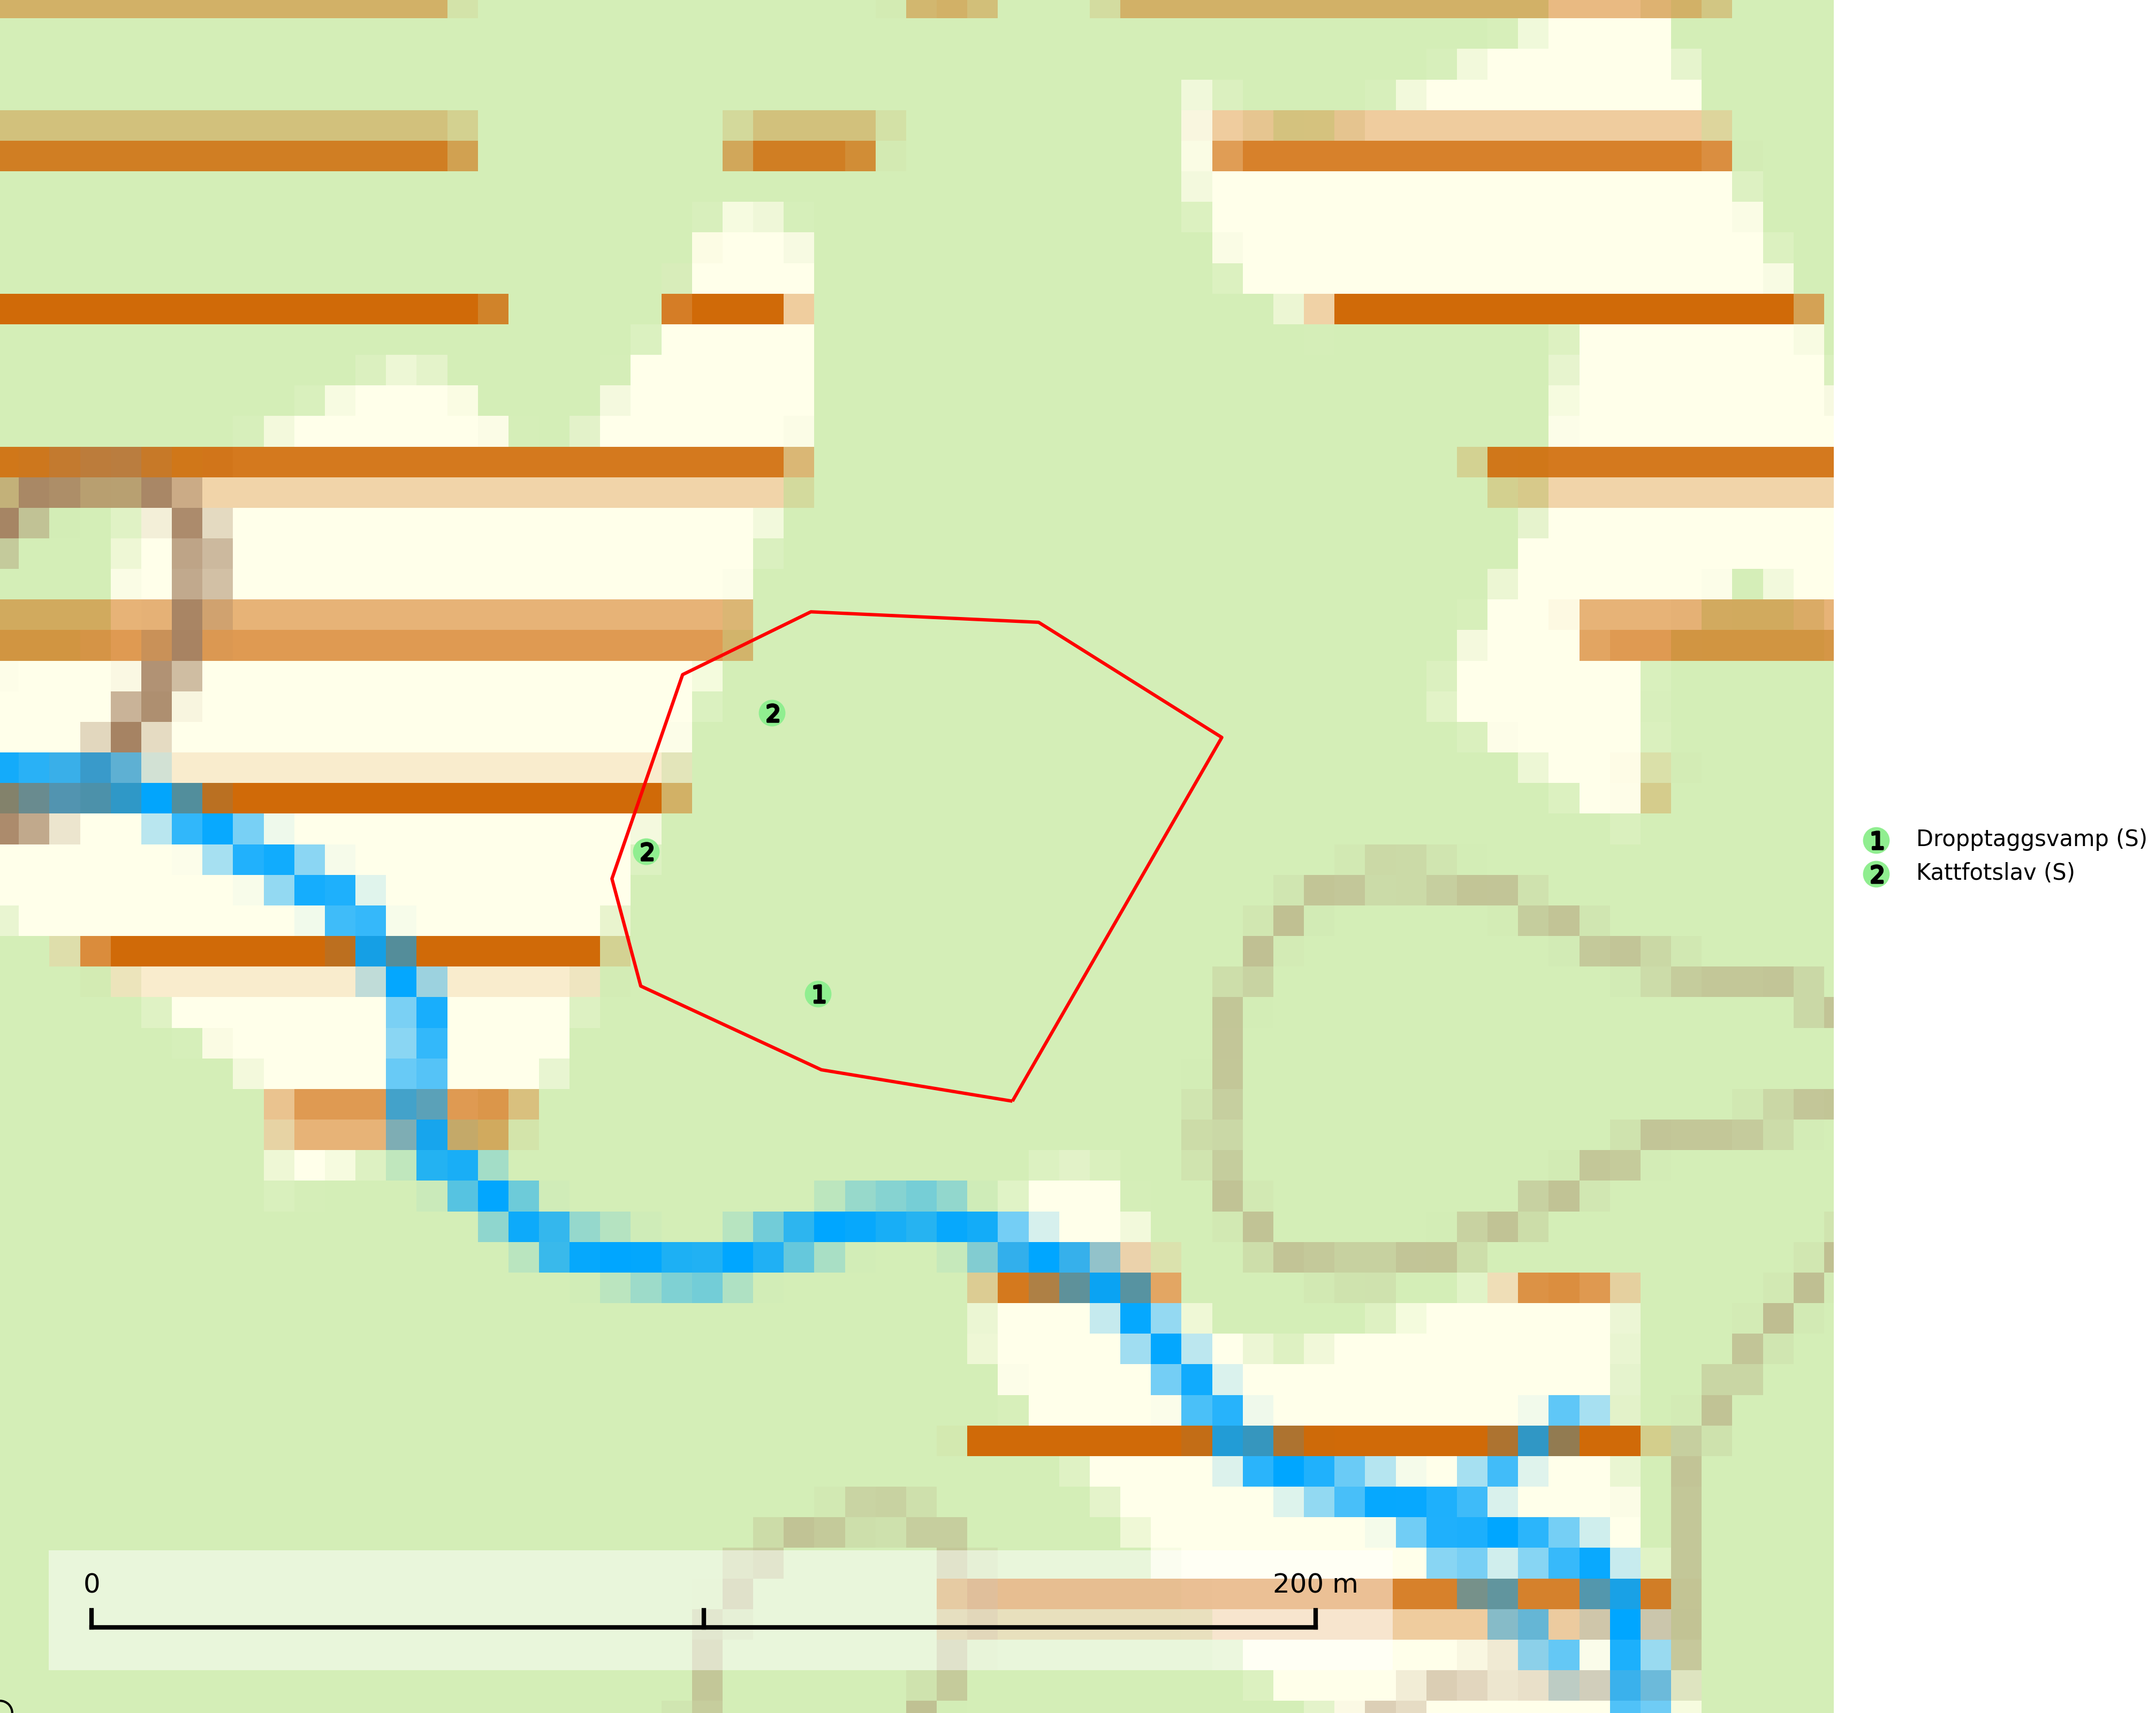 2
2
1
1 Dropptaggsvamp (S)
2 Kattfotslav (S)
0 200 m